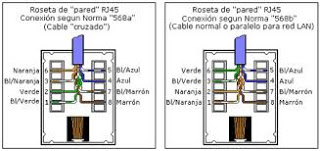 Roseta de "pared" RJ45
Conexión segun Norma "568a"
(Cable "cruzado")
Naranja 6 5 Bl/Azul
Bl/Naranja 3 4 Azul
Verde 2 7 Bl/Marrón
Bl/Verde 1 8 Marrón
Roseta de "pared" RJ45
Conexión segun Norma "568b"
(Cable normal o paralelo para red LAN)
Verde 6 5 Bl/Azul
Bl/Verde 3 4 Azul
Naranja 2 7 Bl/Marrón
Bl/Naranja 1 8 Marrón